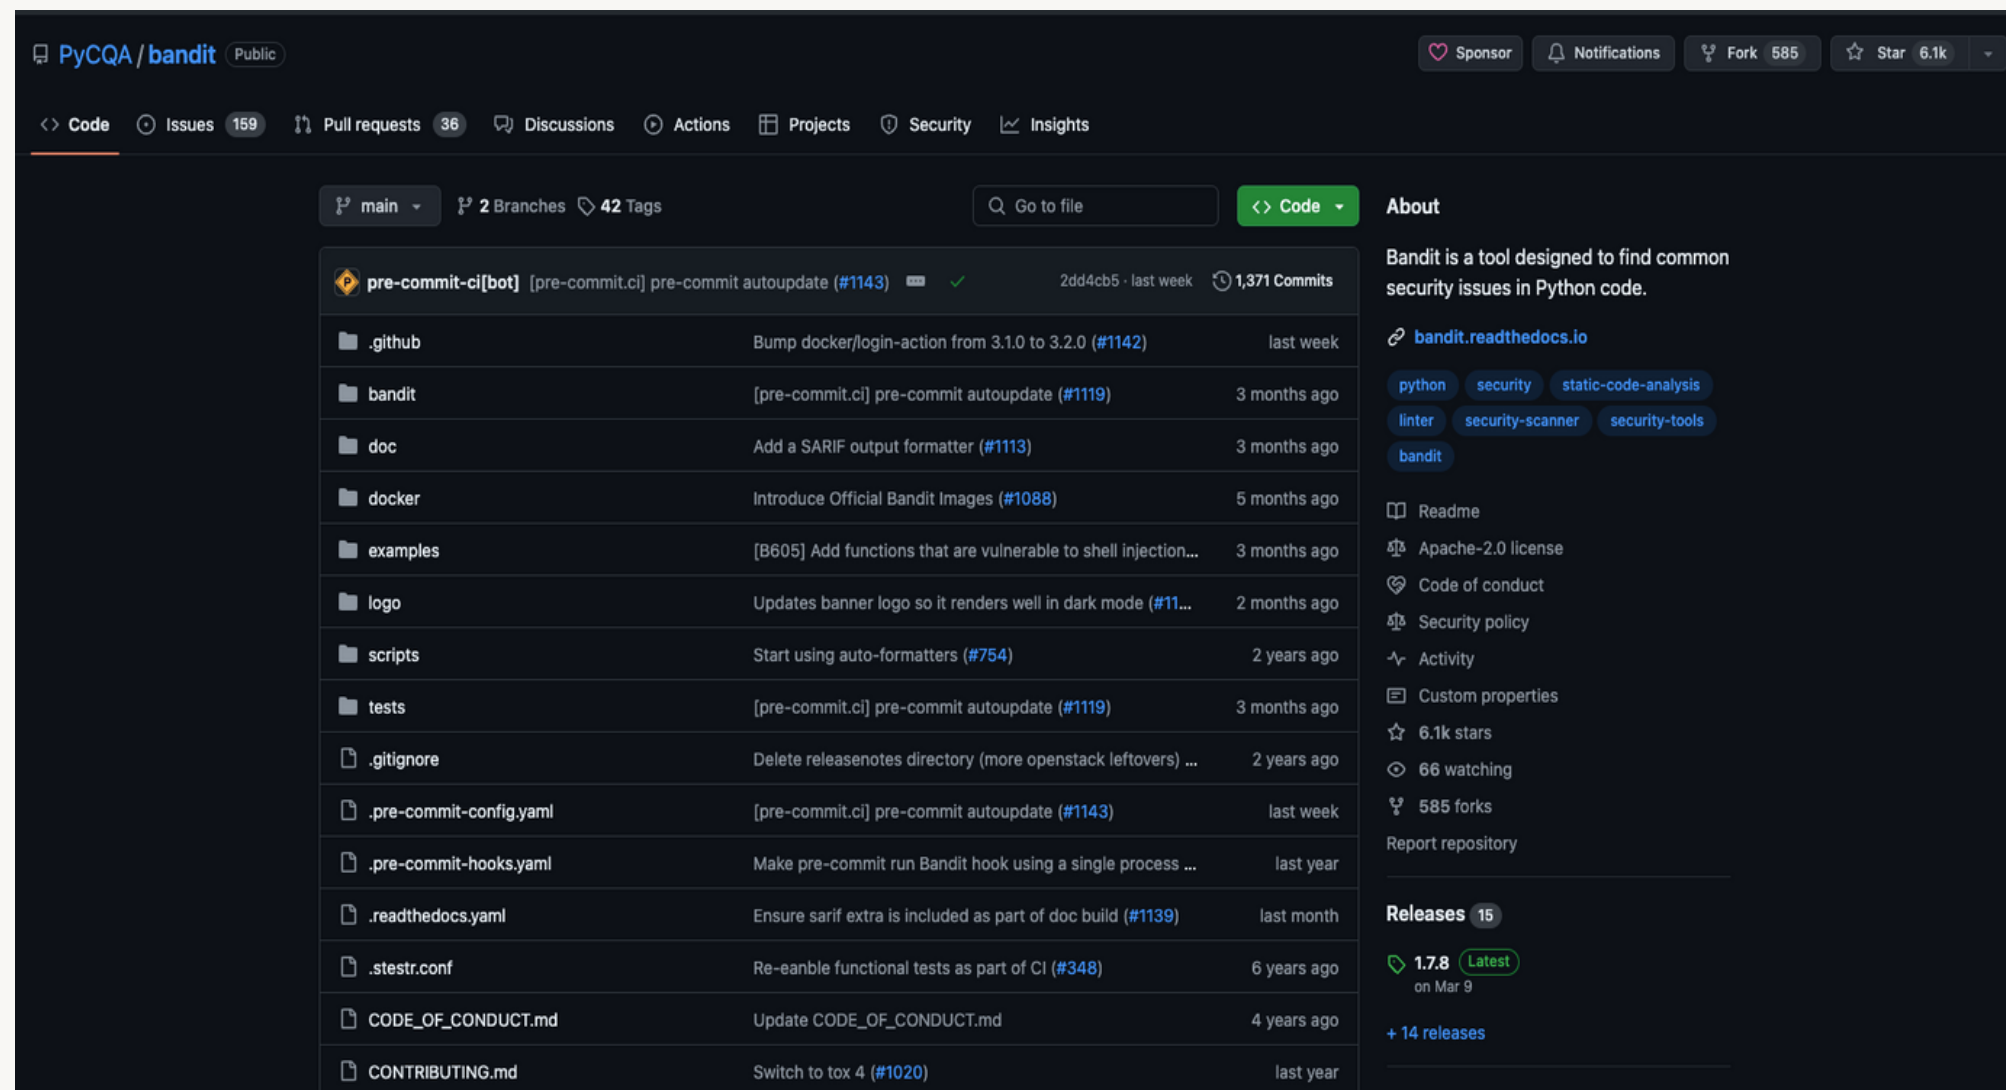 PyCQA / bandit Public
Sponsor Notifications Fork 585 Star 6.1k
Code Issues 159 Pull requests 36 Discussions Actions Projects Security Insights
main 2 Branches 42 Tags Go to file Code
pre-commit-ci[bot] [pre-commit.ci] pre-commit autoupdate (#1143) 2dd4cb5 · last week 1,371 Commits
.github Bump docker/login-action from 3.1.0 to 3.2.0 (#1142) last week
bandit [pre-commit.ci] pre-commit autoupdate (#1119) 3 months ago
doc Add a SARIF output formatter (#1113) 3 months ago
docker Introduce Official Bandit Images (#1088) 5 months ago
examples [B605] Add functions that are vulnerable to shell injection... 3 months ago
logo Updates banner logo so it renders well in dark mode (#11... 2 months ago
scripts Start using auto-formatters (#754) 2 years ago
tests [pre-commit.ci] pre-commit autoupdate (#1119) 3 months ago
.gitignore Delete releasenotes directory (more openstack leftovers) ... 2 years ago
.pre-commit-config.yaml [pre-commit.ci] pre-commit autoupdate (#1143) last week
.pre-commit-hooks.yaml Make pre-commit run Bandit hook using a single process ... last year
.readthedocs.yaml Ensure sarif extra is included as part of doc build (#1139) last month
.stestr.conf Re-eanble functional tests as part of CI (#348) 6 years ago
CODE_OF_CONDUCT.md Update CODE_OF_CONDUCT.md 4 years ago
CONTRIBUTING.md Switch to tox 4 (#1020) last year
About
Bandit is a tool designed to find common
security issues in Python code.
bandit.readthedocs.io
python security static-code-analysis
linter security-scanner security-tools
bandit
Readme
Apache-2.0 license
Code of conduct
Security policy
Activity
Custom properties
6.1k stars
66 watching
585 forks
Report repository
Releases 15
1.7.8 Latest
on Mar 9
+ 14 releases